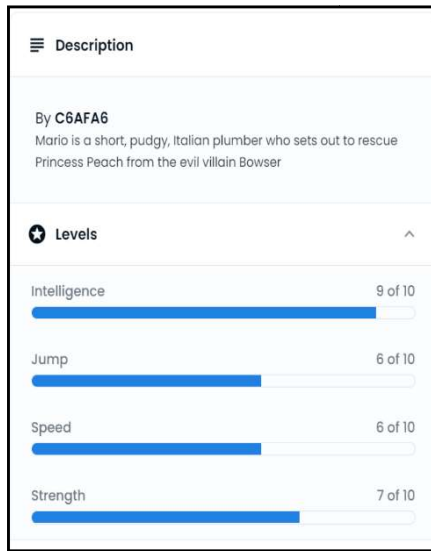 Description
By C6AFA6
Mario is a short, pudgy, Italian plumber who sets out to rescue
Princess Peach from the evil villain Bowser
Levels
Intelligence 9 of 10
Jump 6 of 10
Speed 6 of 10
Strength 7 of 10